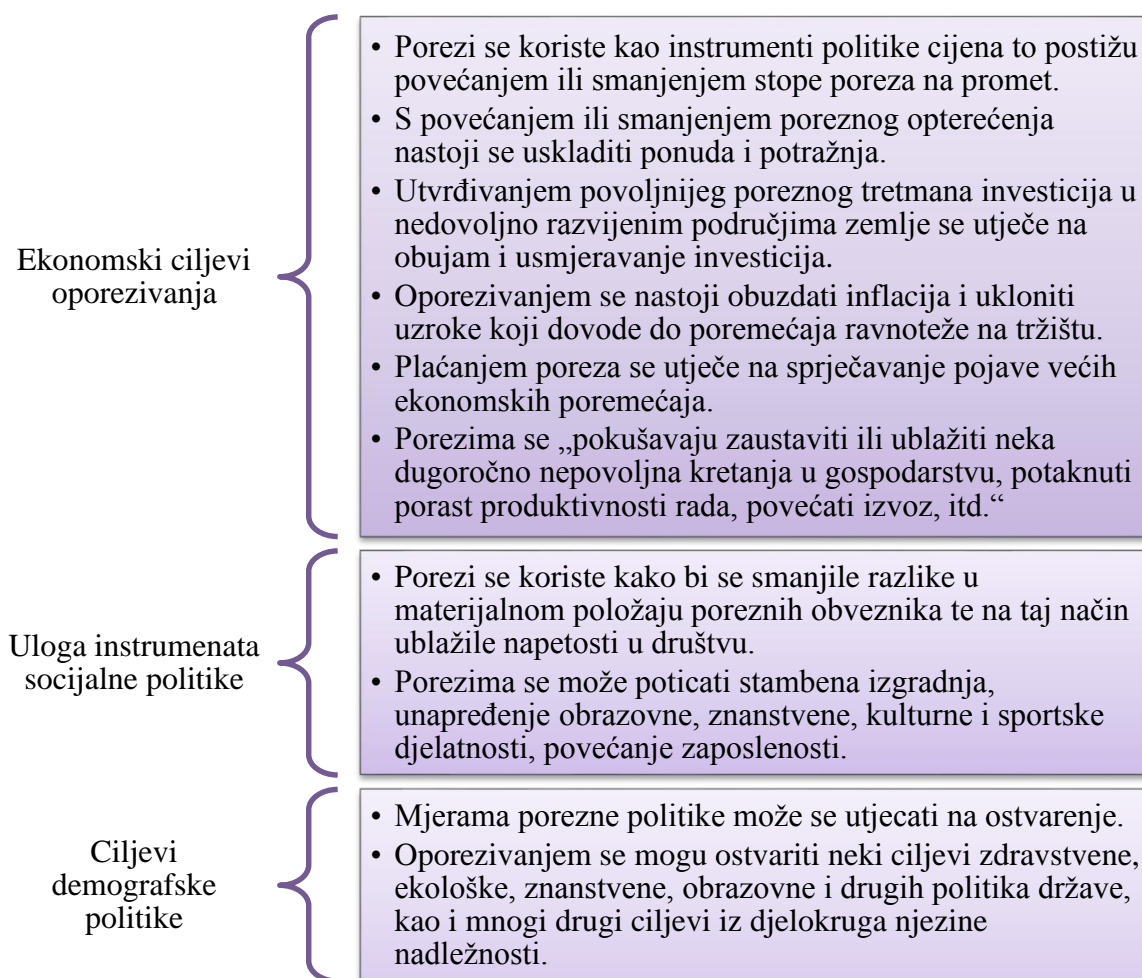 Ekonomski ciljevi
oporezivanja
• Porezi se koriste kao instrumenti politike cijena to postižu
povećanjem ili smanjenjem stope poreza na promet.
• S povećanjem ili smanjenjem poreznog opterećenja
nastoji se uskladiti ponuda i potražnja.
• Utvrđivanjem povoljnijeg poreznog tretmana investicija u
nedovoljno razvijenim područjima zemlje se utječe na
obujam i usmjeravanje investicija.
• Oporezivanjem se nastoji obuzdati inflacija i ukloniti
uzroke koji dovode do poremećaja ravnoteže na tržištu.
• Plaćanjem poreza se utječe na sprječavanje pojave većih
ekonomskih poremećaja.
• Porezima se „pokušavaju zaustaviti ili ublažiti neka
dugoročno nepovoljna kretanja u gospodarstvu, potaknuti
porast produktivnosti rada, povećati izvoz, itd.“
Uloga instrumenata
socijalne politike
• Porezi se koriste kako bi se smanjile razlike u
materijalnom položaju poreznih obveznika te na taj način
ublažile napetosti u društvu.
• Porezima se može poticati stambena izgradnja,
unapređenje obrazovne, znanstvene, kulturne i sportske
djelatnosti, povećanje zaposlenosti.
Ciljevi
demografske
politike
• Mjerama porezne politike može se utjecati na ostvarenje.
• Oporezivanjem se mogu ostvariti neki ciljevi zdravstvene,
ekološke, znanstvene, obrazovne i drugih politika države,
kao i mnogi drugi ciljevi iz djelokruga njezine
nadležnosti.